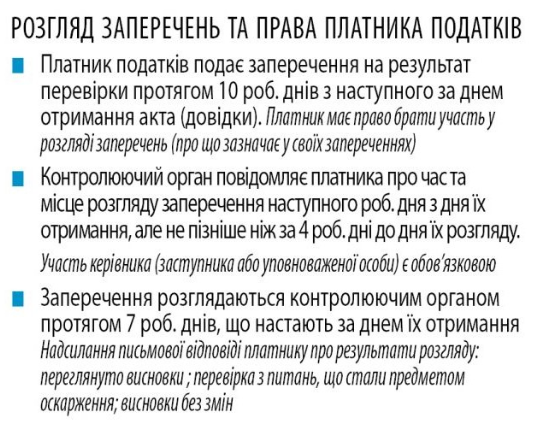 РОЗГЛЯД ЗАПЕРЕЧЕНЬ ТА ПРАВА ПЛАТНИКА ПОДАТКІВ
Платник податків подає заперечення на результат
перевірки протягом 10 роб. днів з наступного за днем
отримання акта (довідки). Платник має право брати участь у
розгляді заперечень (про що зазначає у своїх запереченнях)
Контролюючий орган повідомляє платника про час та
місце розгляду заперечення наступного роб. дня з дня їх
отримання, але не пізніше ніж за 4 роб. дні до дня їх розгляду.
Участь керівника (заступника або уповноваженої особи) є обов'язковою
Заперечення розглядаються контролюючим органом
протягом 7 роб. днів, що настають за днем їх отримання
Надсилання письмової відповіді платнику про результати розгляду:
переглянуто висновки ; перевірка з питань, що стали предметом
оскарження; висновки без змін